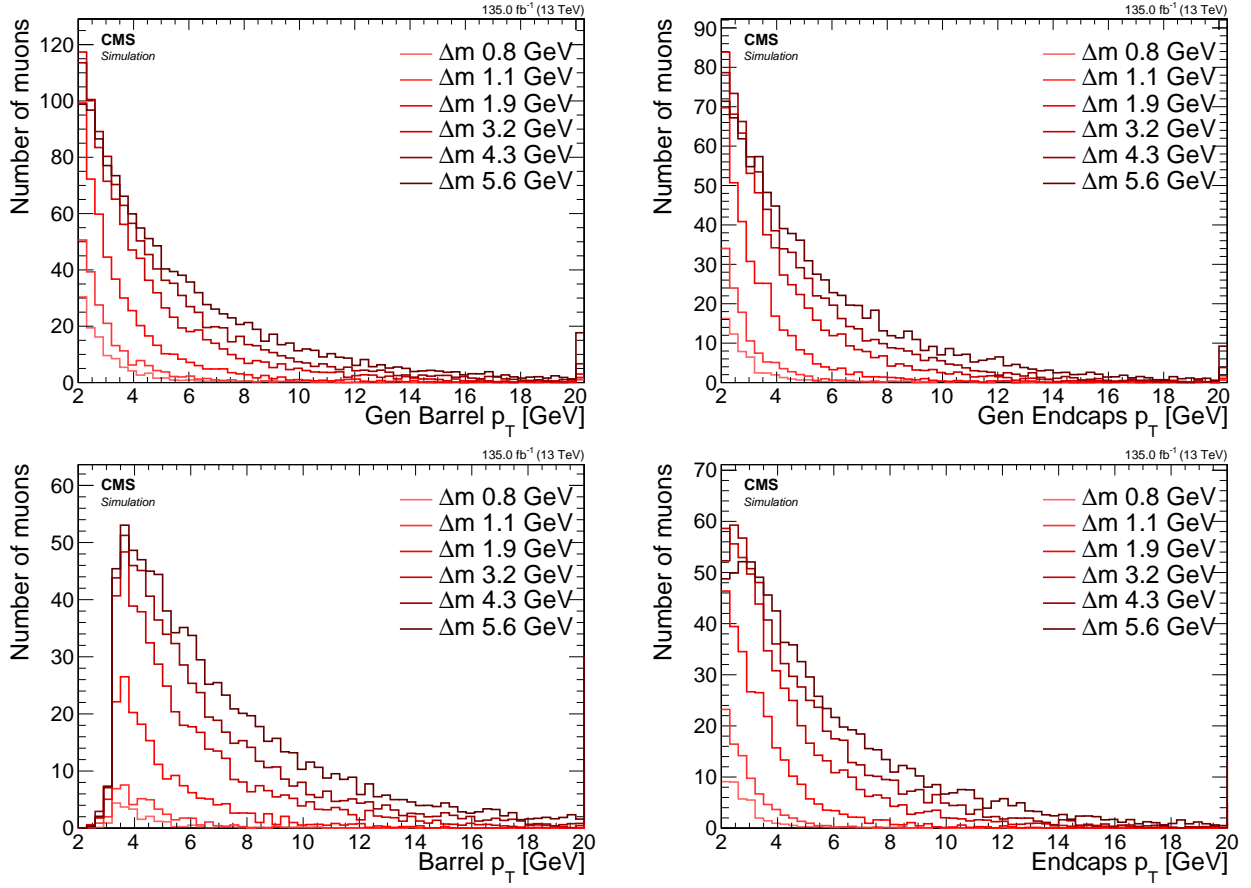 135.0 fb⁻¹ (13 TeV)
CMS
Simulation
Δm 0.8 GeV
Δm 1.1 GeV
Δm 1.9 GeV
Δm 3.2 GeV
Δm 4.3 GeV
Δm 5.6 GeV
Number of muons
0 20 40 60 80 100 120
2 4 6 8 10 12 14 16 18 20
Gen Barrel p_T [GeV]
135.0 fb⁻¹ (13 TeV)
CMS
Simulation
Δm 0.8 GeV
Δm 1.1 GeV
Δm 1.9 GeV
Δm 3.2 GeV
Δm 4.3 GeV
Δm 5.6 GeV
Number of muons
0 10 20 30 40 50 60 70 80 90
2 4 6 8 10 12 14 16 18 20
Gen Endcaps p_T [GeV]
135.0 fb⁻¹ (13 TeV)
CMS
Simulation
Δm 0.8 GeV
Δm 1.1 GeV
Δm 1.9 GeV
Δm 3.2 GeV
Δm 4.3 GeV
Δm 5.6 GeV
Number of muons
0 10 20 30 40 50 60
2 4 6 8 10 12 14 16 18 20
Barrel p_T [GeV]
135.0 fb⁻¹ (13 TeV)
CMS
Simulation
Δm 0.8 GeV
Δm 1.1 GeV
Δm 1.9 GeV
Δm 3.2 GeV
Δm 4.3 GeV
Δm 5.6 GeV
Number of muons
0 10 20 30 40 50 60 70
2 4 6 8 10 12 14 16 18 20
Endcaps p_T [GeV]